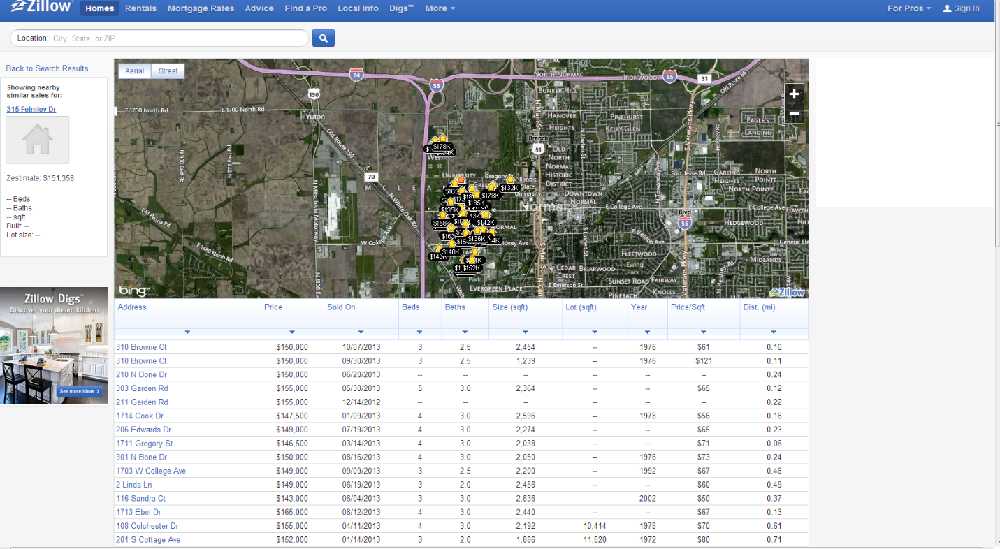 Zillow Homes Rentals Mortgage Rates Advice Find a Pro Local Info Digs™ More For Pros Sign In
Location: City, State, or ZIP
Back to Search Results
Showing nearby
similar sales for:
315 Felmley Dr
Zestimate: $151,358
-- Beds
-- Baths
-- sqft
Built: --
Lot size: --
Zillow Digs™
Discover your dream kitchen
See more ideas >
Aerial Street
74
55
55
31
Old Route 66
150
NORTH NORMAL
IRONWOOD
BUNKER HILL
E 1700 North Rd
E 1700 North Rd
Yuton
HANOVER
HEIGHTS
PINEHURST
KELLY GLEN
EAGLE'S
LANDING
N Main St
S Veterans Pkwy
Hershey Rd
Old Route 150
Branch
51
N Linden St
$178K
WEST
OLD
NORTH
NORMAL
HISTORIC
DISTRICT
N 900 East Rd
N 975 East Rd
70
UNIVERSITY
Gregory
Illinois
State
University
Fort Jesse Rd
GARLING
HEIGHTS
NORTH
POINTE
NORTH POINTE
N Towanda Ave
MCLEA
$132K
$178K
$185K
DOWNTOWN
NORMAL
Normal
E College Ave
E College Ave
Old Peoria Rd
N Mitsubishi Motorway
N White Oak Rd
$135K
$158K
$142K
NORMAL
Blvd
55
HEDGEWOOD
E 1480 North Rd
W College Ave
$136K
Hovey Ave
E Vernon Ave
General Ele
$140K
$143K
$152K
S Main St
S Linden St
FLEETWOOD
Ewing
Park
MIDLANDS
CEDAR
CREST
BRIARWOOD
SUNSET ROAD
FAIRWAY
KNOLLS
Park
EVERGREEN PLACE
E Emerson St
PINEBACH
N 1100 Ea
Veterans Pkwy
N Hershey Rd
bing™
Zillow
Address Price Sold On Beds Baths Size (sqft) Lot (sqft) Year Price/Sqft Dist. (mi)
310 Browne Ct $150,000 10/07/2013 3 2.5 2,454 -- 1976 $61 0.10
310 Browne Ct. $150,000 09/30/2013 3 2.5 1,239 -- 1976 $121 0.11
210 N Bone Dr $150,000 06/20/2013 -- -- -- -- -- -- 0.24
303 Garden Rd $155,000 05/30/2013 5 3.0 2,364 -- -- $65 0.12
211 Garden Rd $155,000 12/14/2012 -- -- -- -- -- -- 0.22
1714 Cook Dr $147,500 01/09/2013 4 3.0 2,596 -- 1978 $56 0.16
206 Edwards Dr $149,000 07/19/2013 4 3.0 2,274 -- -- $65 0.23
1711 Gregory St $146,500 03/14/2013 4 3.0 2,038 -- -- $71 0.06
301 N Bone Dr $150,000 08/16/2013 4 3.0 2,050 -- 1976 $73 0.24
1703 W College Ave $149,000 09/09/2013 3 2.5 2,200 -- 1992 $67 0.46
2 Linda Ln $149,000 06/19/2013 3 2.0 2,456 -- -- $60 0.49
116 Sandra Ct $143,000 06/04/2013 3 3.0 2,836 -- 2002 $50 0.37
1713 Ebel Dr $165,000 08/12/2013 4 3.0 2,440 -- -- $67 0.13
108 Colchester Dr $155,000 04/11/2013 4 3.0 2,192 10,414 1978 $70 0.61
201 S Cottage Ave $152,000 01/14/2013 3 2.0 1,886 11,520 1972 $80 0.71